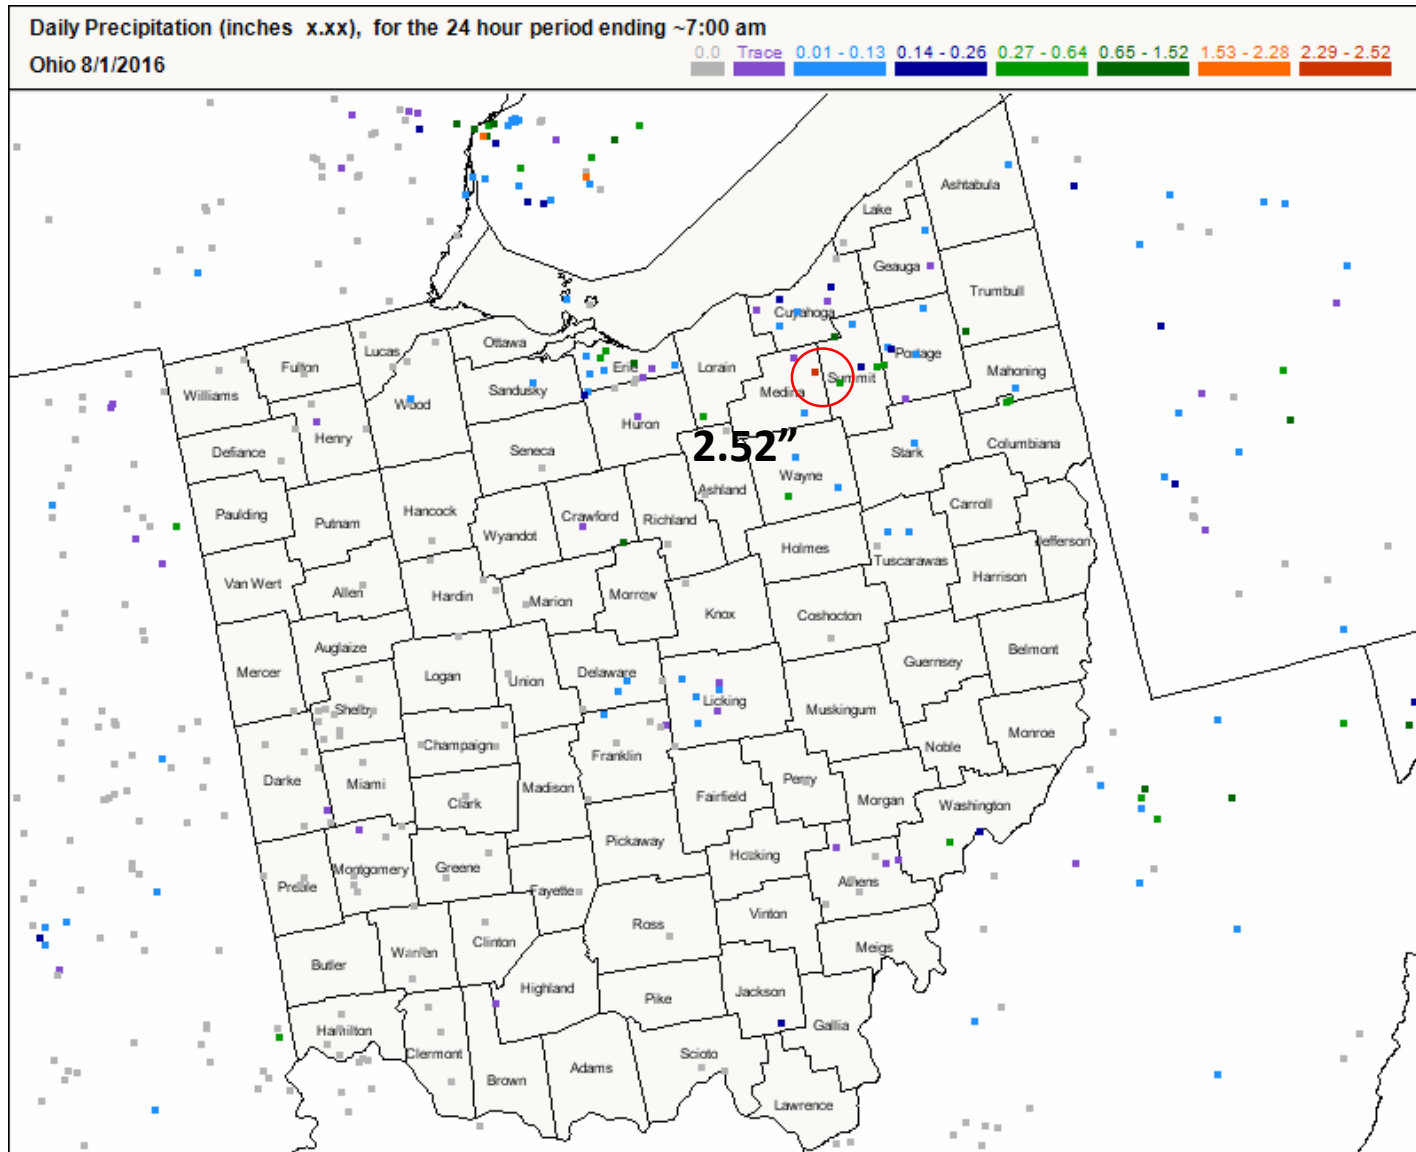 Daily Precipitation (inches x.xx), for the 24 hour period ending ~7:00 am
Ohio 8/1/2016
0.0 Trace 0.01 - 0.13 0.14 - 0.26 0.27 - 0.64 0.65 - 1.52 1.53 - 2.28 2.29 - 2.52
Ashtabula
Lake
Geauga
Trumbull
Cuyahoga
Ottawa
Lucas
Fulton
Williams
Erie
Lorain
Portage
Mahoning
Sandusky
Wood
Medina
Summit
Henry
Huron
Defiance
Seneca
2.52”
Stark
Columbiana
Wayne
Ashland
Paulding
Putnam
Hancock
Crawford
Richland
Carroll
Wyandot
Holmes
Jefferson
Tuscarawas
Harrison
Van Wert
Allen
Hardin
Marion
Morrow
Knox
Coshocton
Auglaize
Mercer
Logan
Union
Delaware
Guernsey
Belmont
Licking
Shelby
Muskingum
Champaign
Franklin
Noble
Monroe
Darke
Miami
Madison
Perry
Clark
Fairfield
Morgan
Washington
Pickaway
Hocking
Montgomery
Greene
Preble
Fayette
Athens
Ross
Vinton
Clinton
Warren
Butler
Meigs
Highland
Pike
Jackson
Hamilton
Gallia
Clermont
Scioto
Brown
Adams
Lawrence